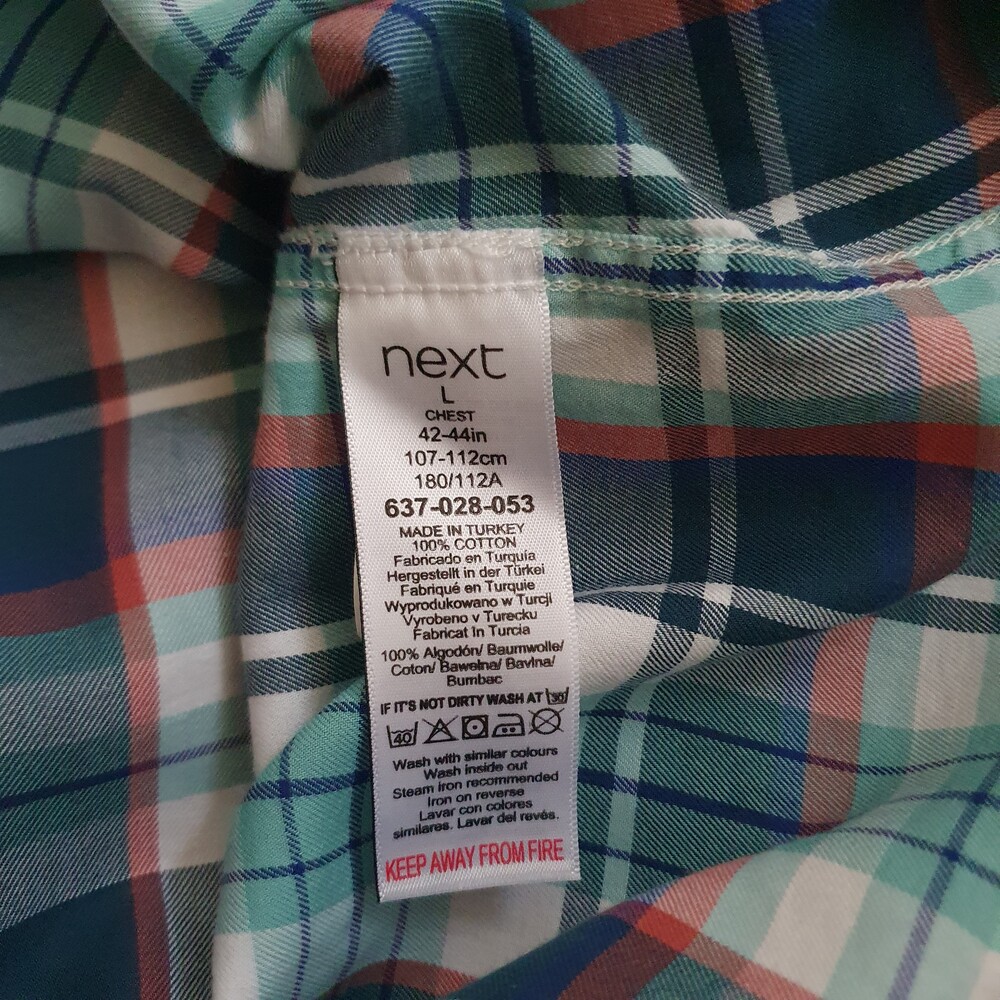 next
L
CHEST
42-44in
107-112cm
180/112A
637-028-053
MADE IN TURKEY
100% COTTON
Fabricado en Turquía
Hergestellt in der Türkei
Fabriqué en Turquie
Wyprodukowano w Turcji
Vyrobeno v Turecku
Fabricat în Turcia
100% Algodón/ Baumwolle/
Coton/ Bawełna/ Bavlna/
Bumbac
IF IT'S NOT DIRTY WASH AT 30
40
Wash with similar colours
Wash inside out
Steam iron recommended
Iron on reverse
Lavar con colores
similares. Lavar del revés.
KEEP AWAY FROM FIRE